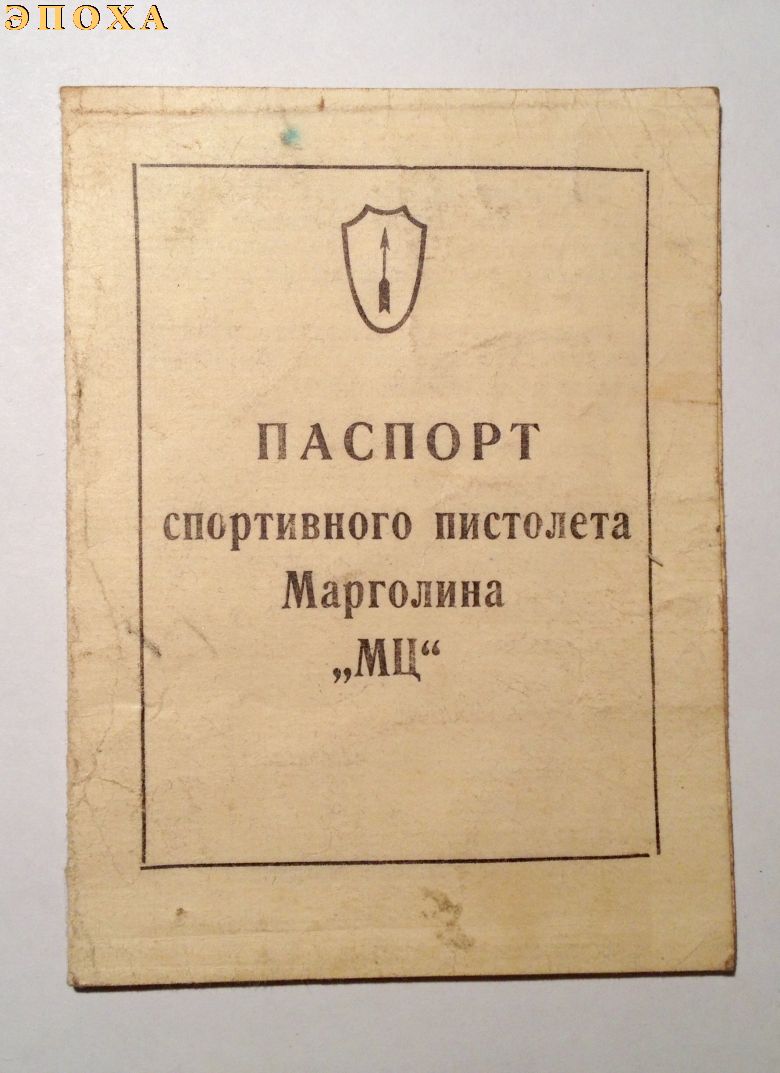 ЭПОХА
ПАСПОРТ
спортивного пистолета
Марголина
„МЦ“